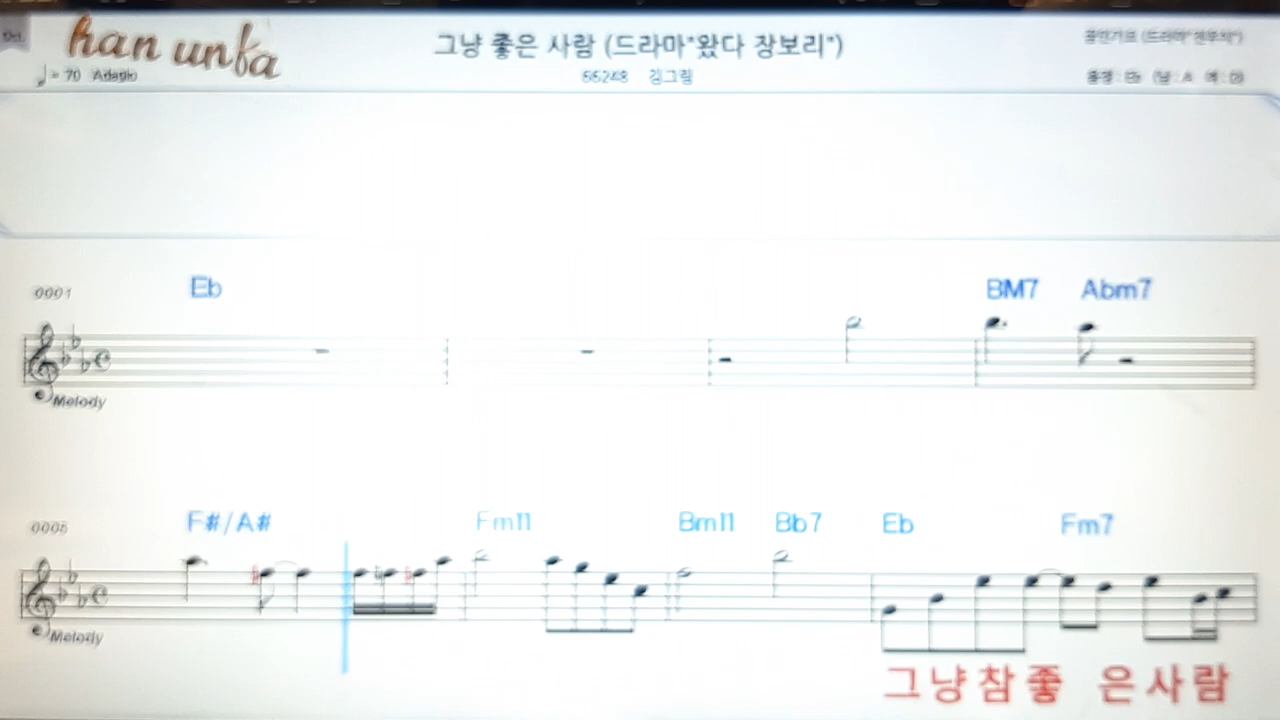 han unfa
그냥 좋은 사람 (드라마"왔다 장보리")
♩= 70 Adagio
66248 김그림
0001
Eb BM7 Abm7
Melody
F#/A# Fm11 Bm11 Bb7 Eb Fm7
Melody
그냥참좋 은사람